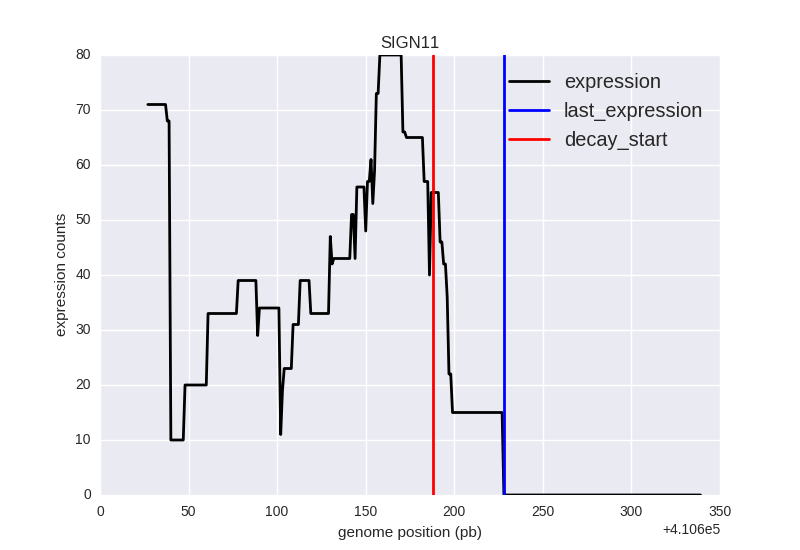 SIGN11
80
70
60
50
40
30
20
10
0
expression counts
expression
last_expression
decay_start
0 50 100 150 200 250 300 350
genome position (pb)
+4.106e5